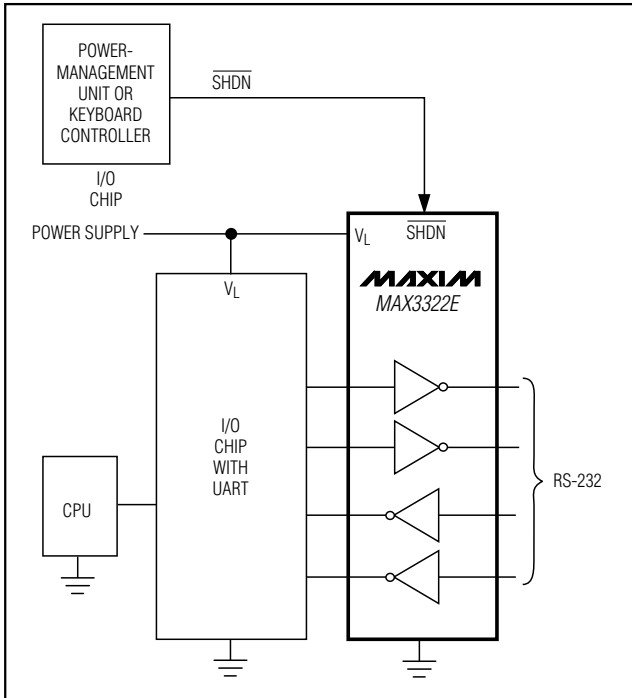 POWER-
MANAGEMENT
UNIT OR
KEYBOARD
CONTROLLER
SHDN
I/O
CHIP
POWER SUPPLY
VL
SHDN
VL
MAXIM
MAX3322E
I/O
CHIP
WITH
UART
RS-232
CPU